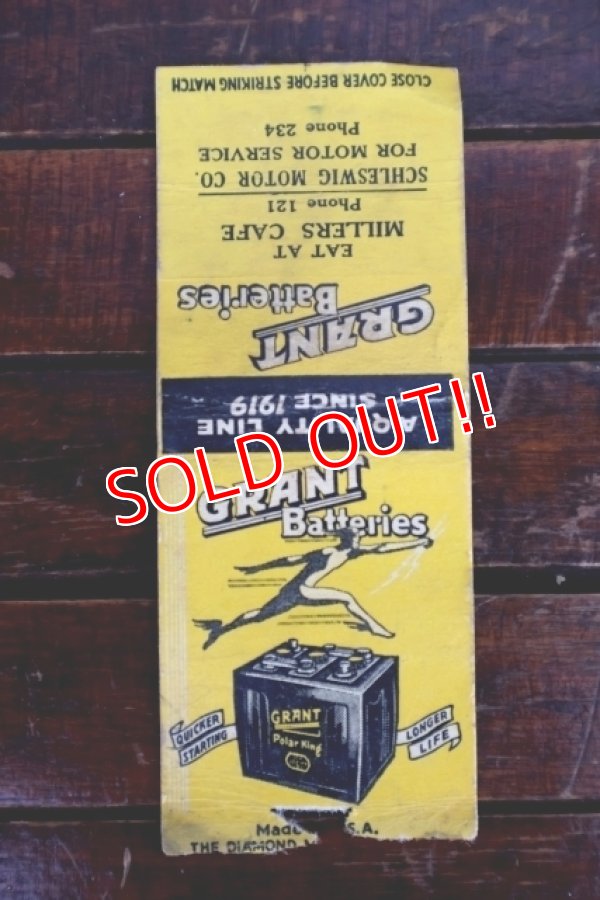 CLOSE COVER BEFORE STRIKING MATCH
Phone 234
FOR MOTOR SERVICE
SCHLESWIG MOTOR CO.
Phone 121
MILLERS CAFE
EAT AT
Batteries
GRANT
SINCE 1919
A QUALITY LINE
SOLD OUT!!
GRANT
Batteries
GRANT
Polar King
QUICKER
STARTING
LONGER
LIFE
Made S.A.
THE DIAMOND